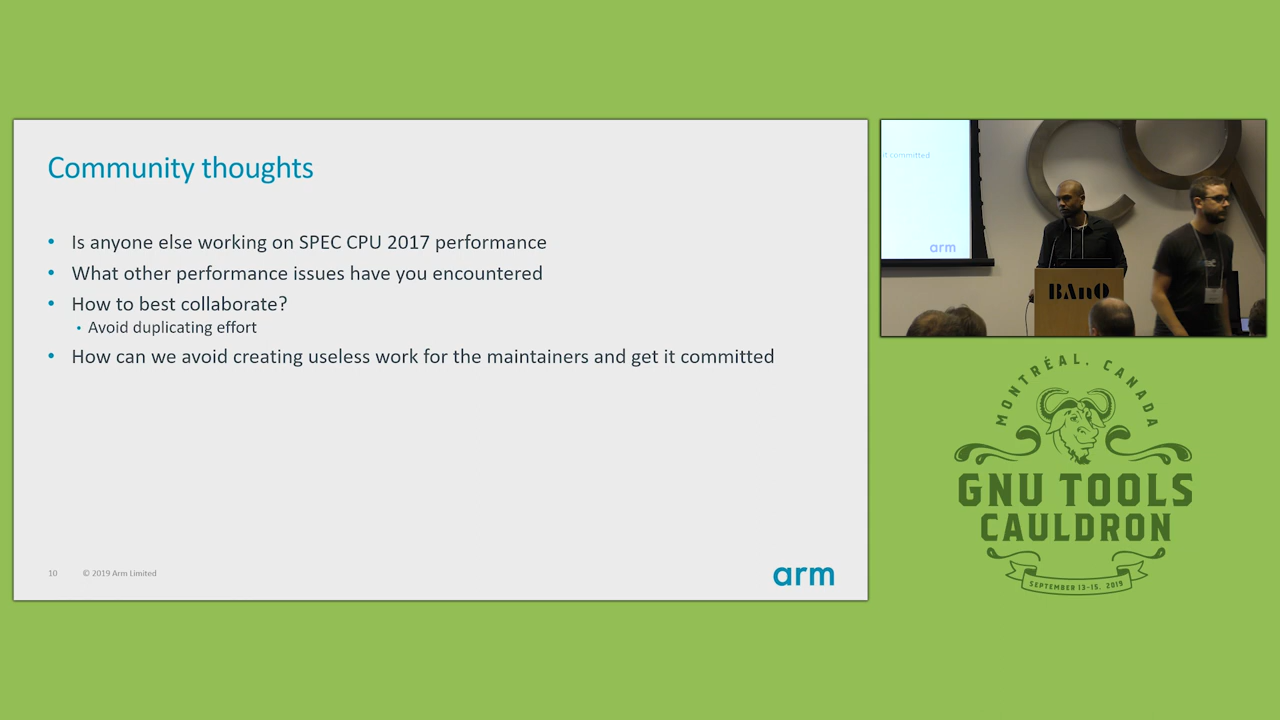 Community thoughts
• Is anyone else working on SPEC CPU 2017 performance
• What other performance issues have you encountered
• How to best collaborate?
• Avoid duplicating effort
• How can we avoid creating useless work for the maintainers and get it committed
10 © 2019 Arm Limited
arm
rt committed
arm
BAnQ
MONTRÉAL, CANADA
GNU TOOLS
CAULDRON
SEPTEMBER 13-15, 2019